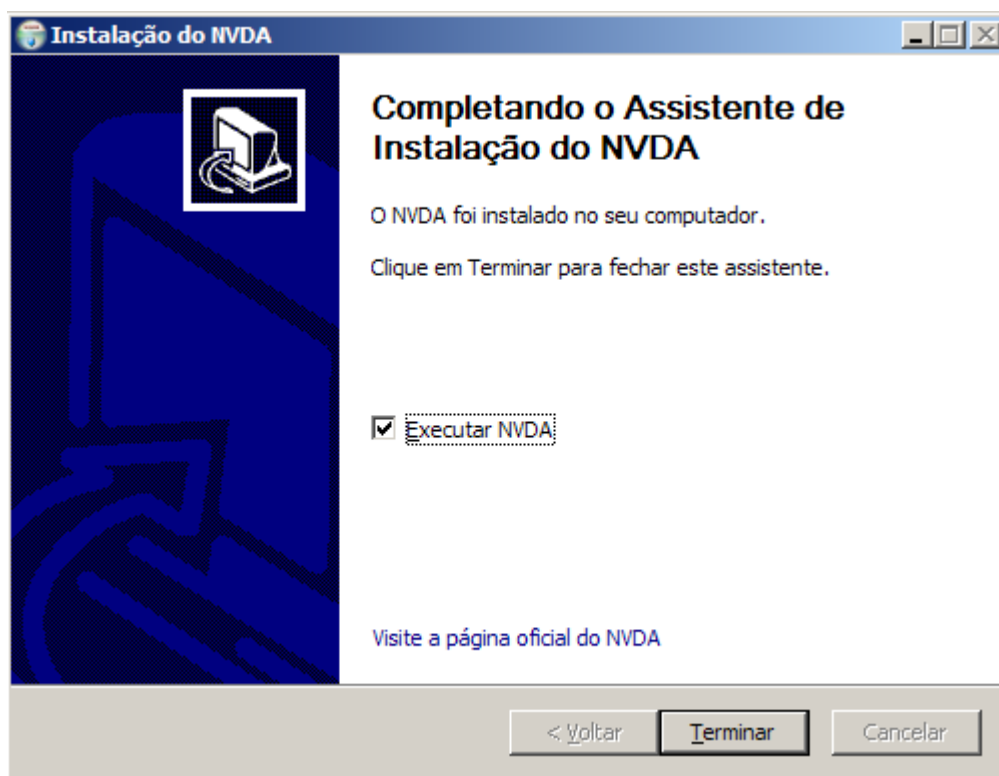 Instalação do NVDA
Completando o Assistente de
Instalação do NVDA
O NVDA foi instalado no seu computador.
Clique em Terminar para fechar este assistente.
Executar NVDA
Visite a página oficial do NVDA
< Voltar
Terminar
Cancelar